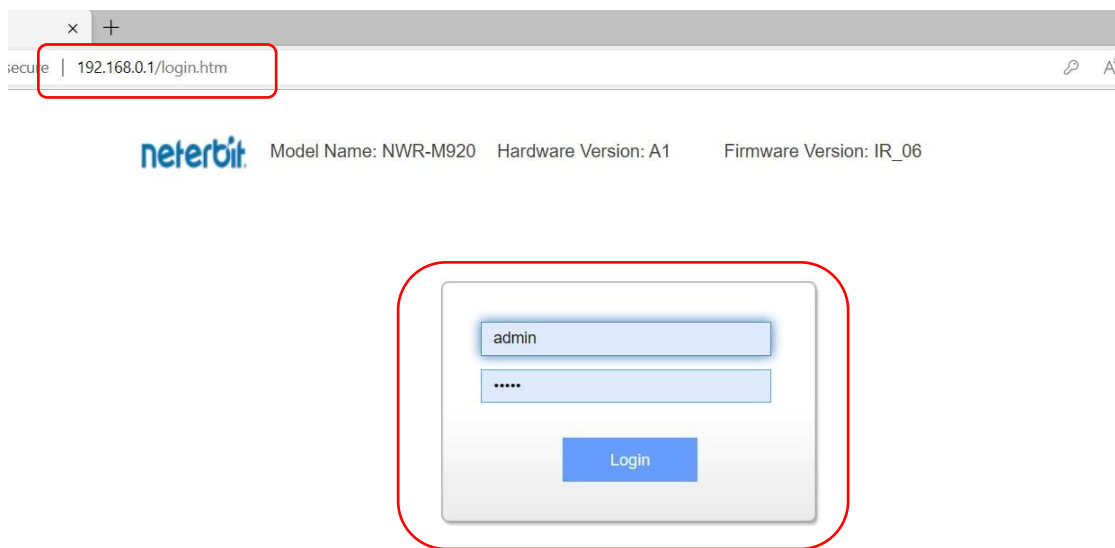 secure | 192.168.0.1/login.htm
neterbit Model Name: NWR-M920 Hardware Version: A1 Firmware Version: IR_06
admin
•••••
Login